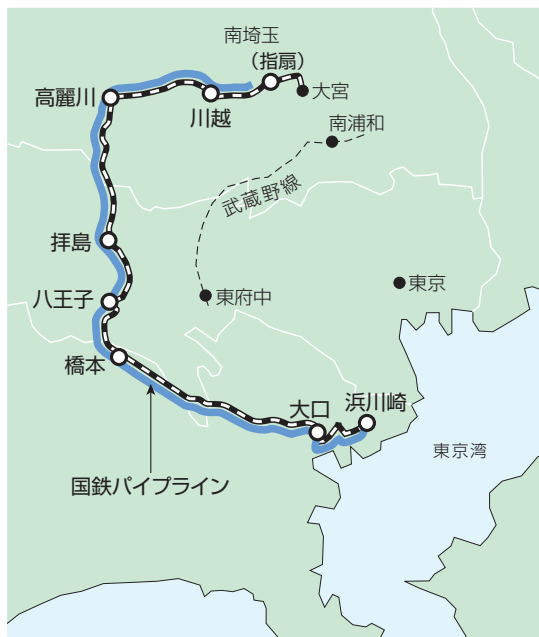 南埼玉
（指扇）
大宮
高麗川
川越
南浦和
武蔵野線
拝島
東京
八王子
東府中
橋本
大口
浜川崎
東京湾
国鉄パイプライン